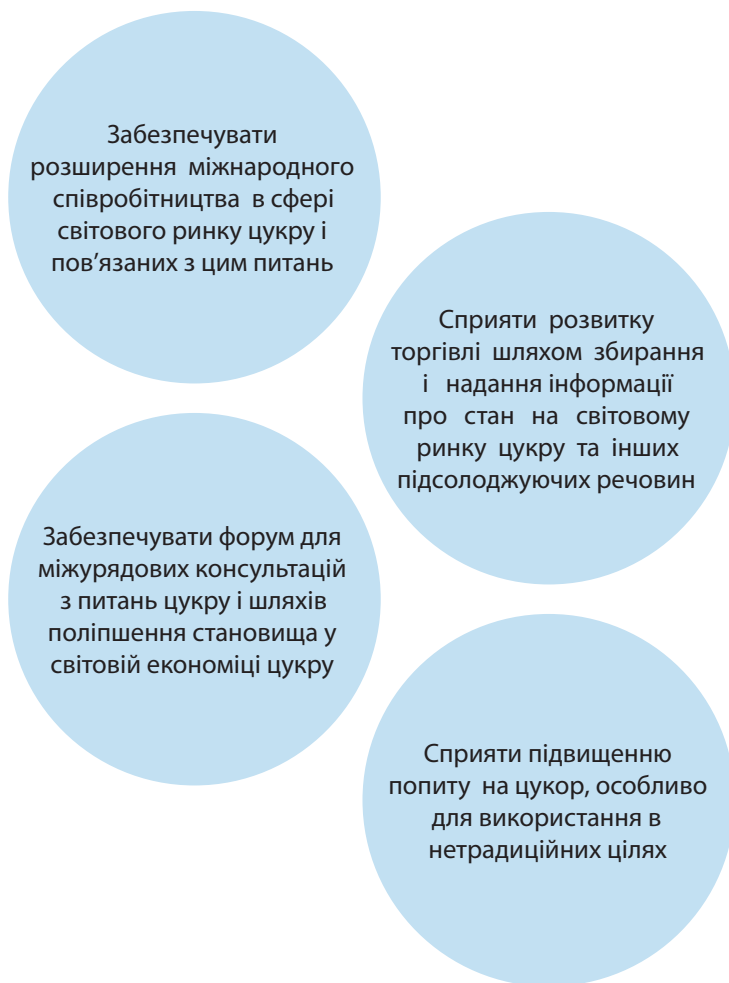 Забезпечувати
розширення міжнародного
співробітництва в сфері
світового ринку цукру і
пов’язаних з цим питань
Сприяти розвитку
торгівлі шляхом збирання
і надання інформації
про стан на світовому
ринку цукру та інших
підсолоджуючих речовин
Забезпечувати форум для
міжурядових консультацій
з питань цукру і шляхів
поліпшення становища у
світовій економіці цукру
Сприяти підвищенню
попиту на цукор, особливо
для використання в
нетрадиційних цілях